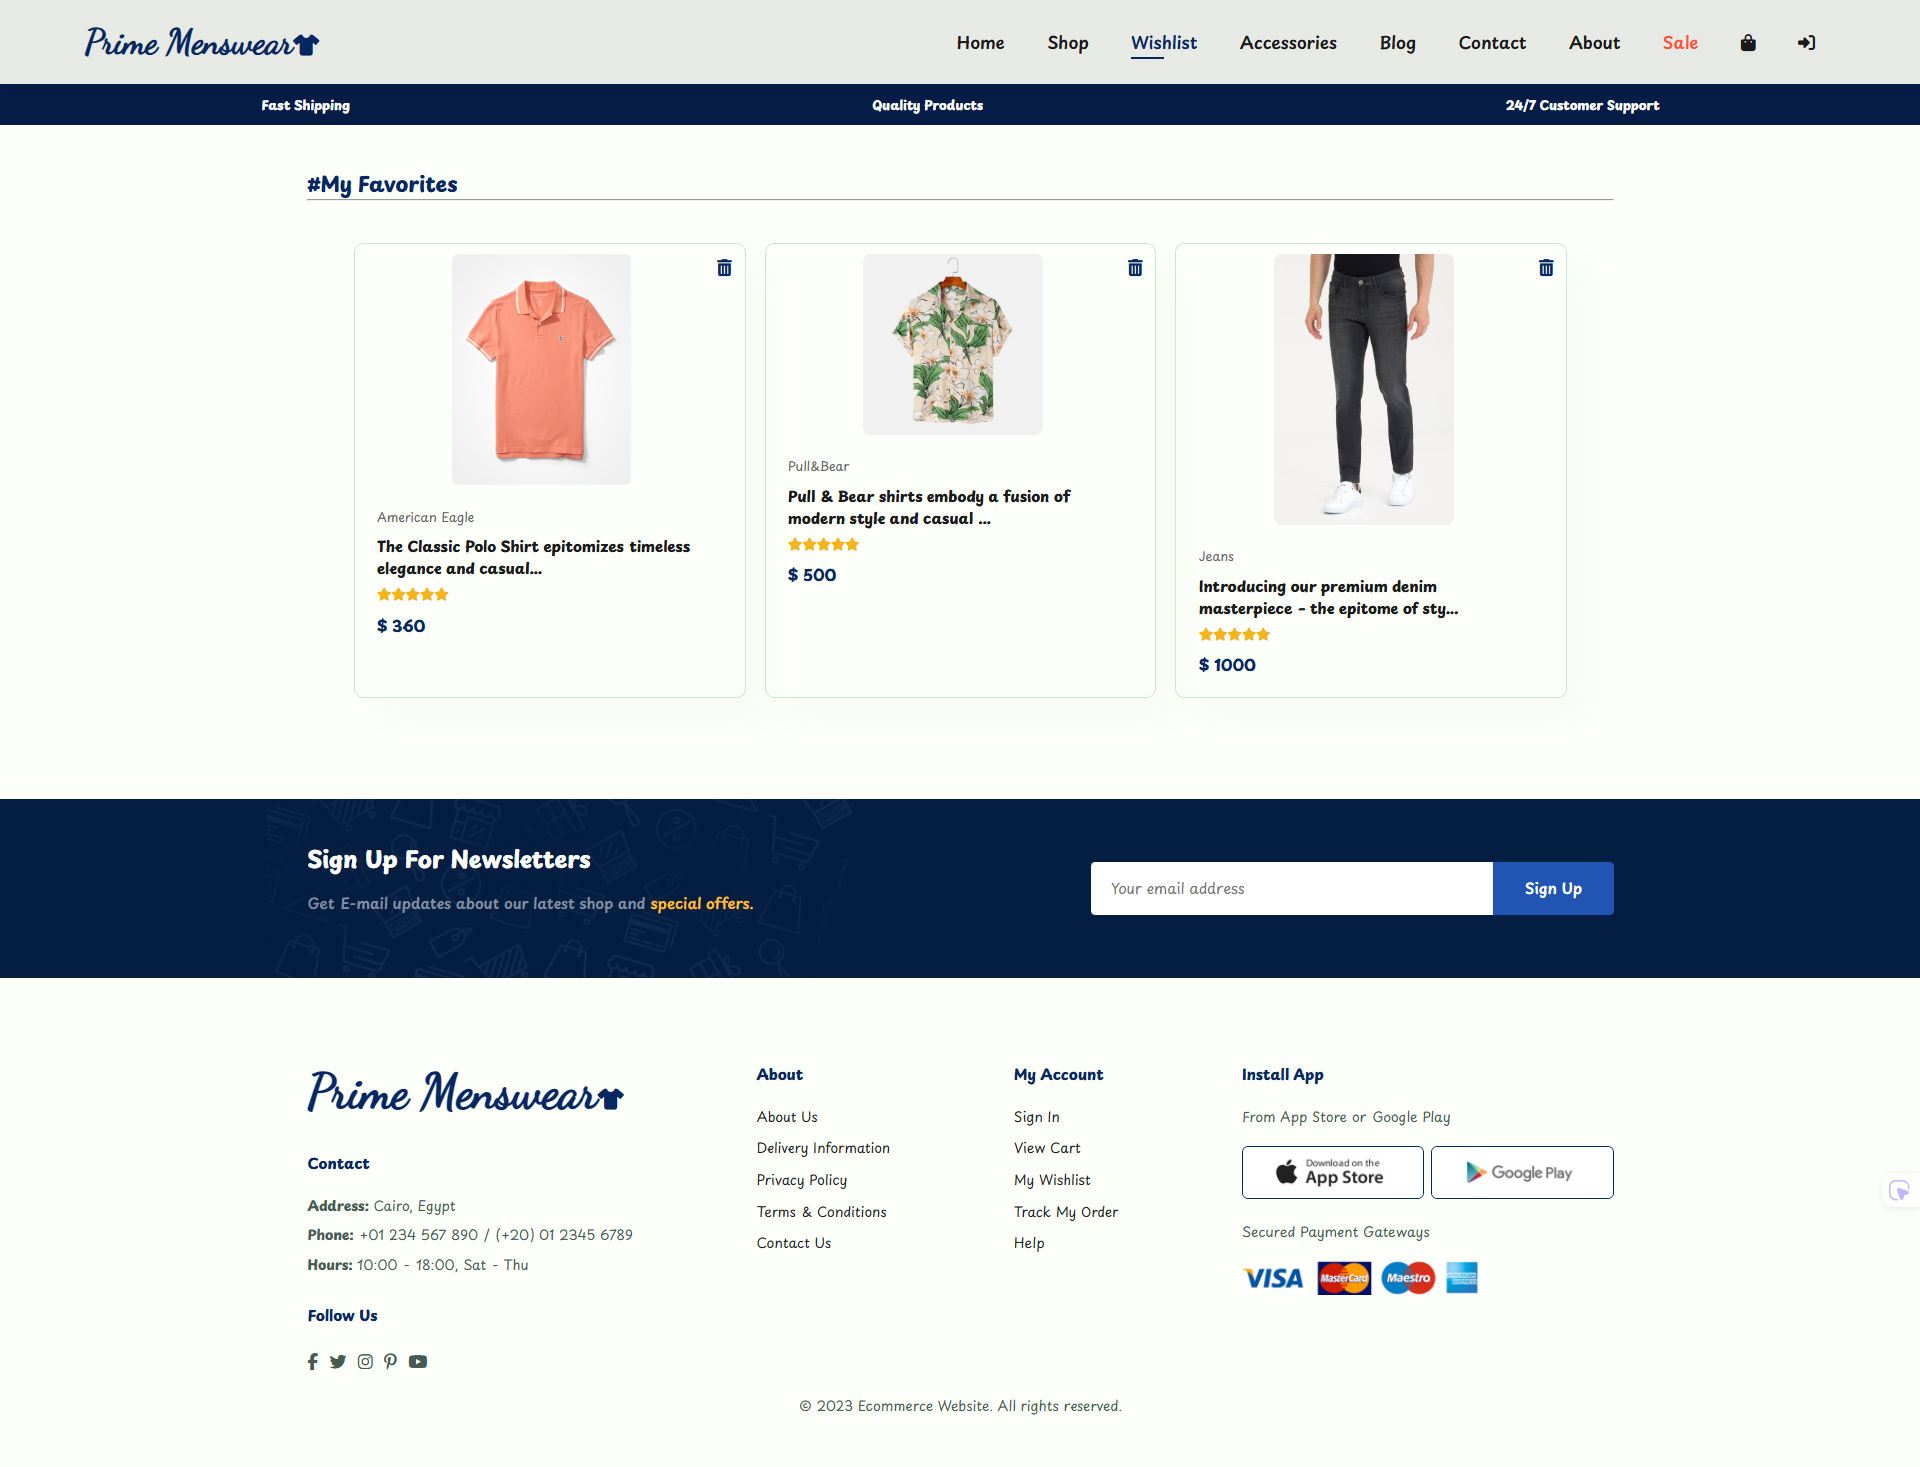 Prime Menswear
Home Shop Wishlist Accessories Blog Contact About Sale
Fast Shipping Quality Products 24/7 Customer Support
#My Favorites
American Eagle
The Classic Polo Shirt epitomizes timeless
elegance and casual...
$ 360
Pull&Bear
Pull & Bear shirts embody a fusion of
modern style and casual ...
$ 500
Jeans
Introducing our premium denim
masterpiece - the epitome of sty...
$ 1000
Sign Up For Newsletters
Get E-mail updates about our latest shop and special offers.
Your email address
Sign Up
Prime Menswear
Contact
Address: Cairo, Egypt
Phone: +01 234 567 890 / (+20) 01 2345 6789
Hours: 10:00 - 18:00, Sat - Thu
Follow Us
About
About Us
Delivery Information
Privacy Policy
Terms & Conditions
Contact Us
My Account
Sign In
View Cart
My Wishlist
Track My Order
Help
Install App
From App Store or Google Play
Download on the
App Store
Google Play
Secured Payment Gateways
VISA MasterCard Maestro AMERICAN EXPRESS
© 2023 Ecommerce Website. All rights reserved.